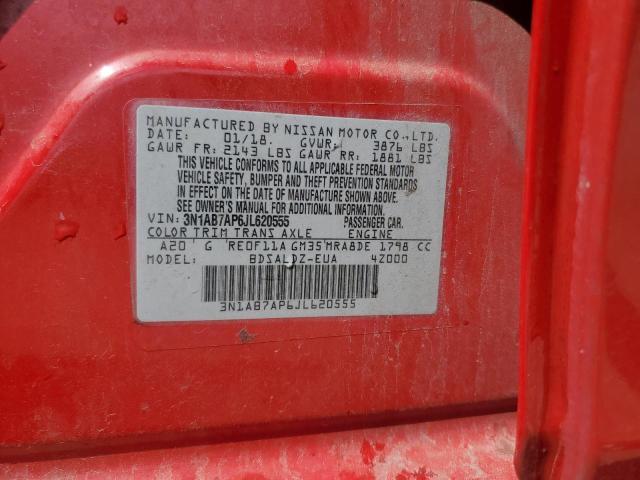 MANUFACTURED BY NISSAN MOTOR CO.,LTD.
DATE: 01/18. GVWR: 3876 LBS
GAWR FR: 2143 LBS GAWR RR: 1881 LBS
THIS VEHICLE CONFORMS TO ALL APPLICABLE FEDERAL MOTOR
VEHICLE SAFETY, BUMPER AND THEFT PREVENTION STANDARDS
IN EFFECT ON THE DATE OF MANUFACTURE SHOWN ABOVE.
SEE OWNER'S MANUAL FOR ADDITIONAL INFORMATION.
VIN: 3N1AB7AP6JL620555 PASSENGER CAR.
COLOR TRIM TRANS AXLE ENGINE
A20 G RE0F11A GM35 MRA8DE 1798 CC
MODEL: BDSALDZ-EUA 4Z000
3N1AB7AP6JL620555